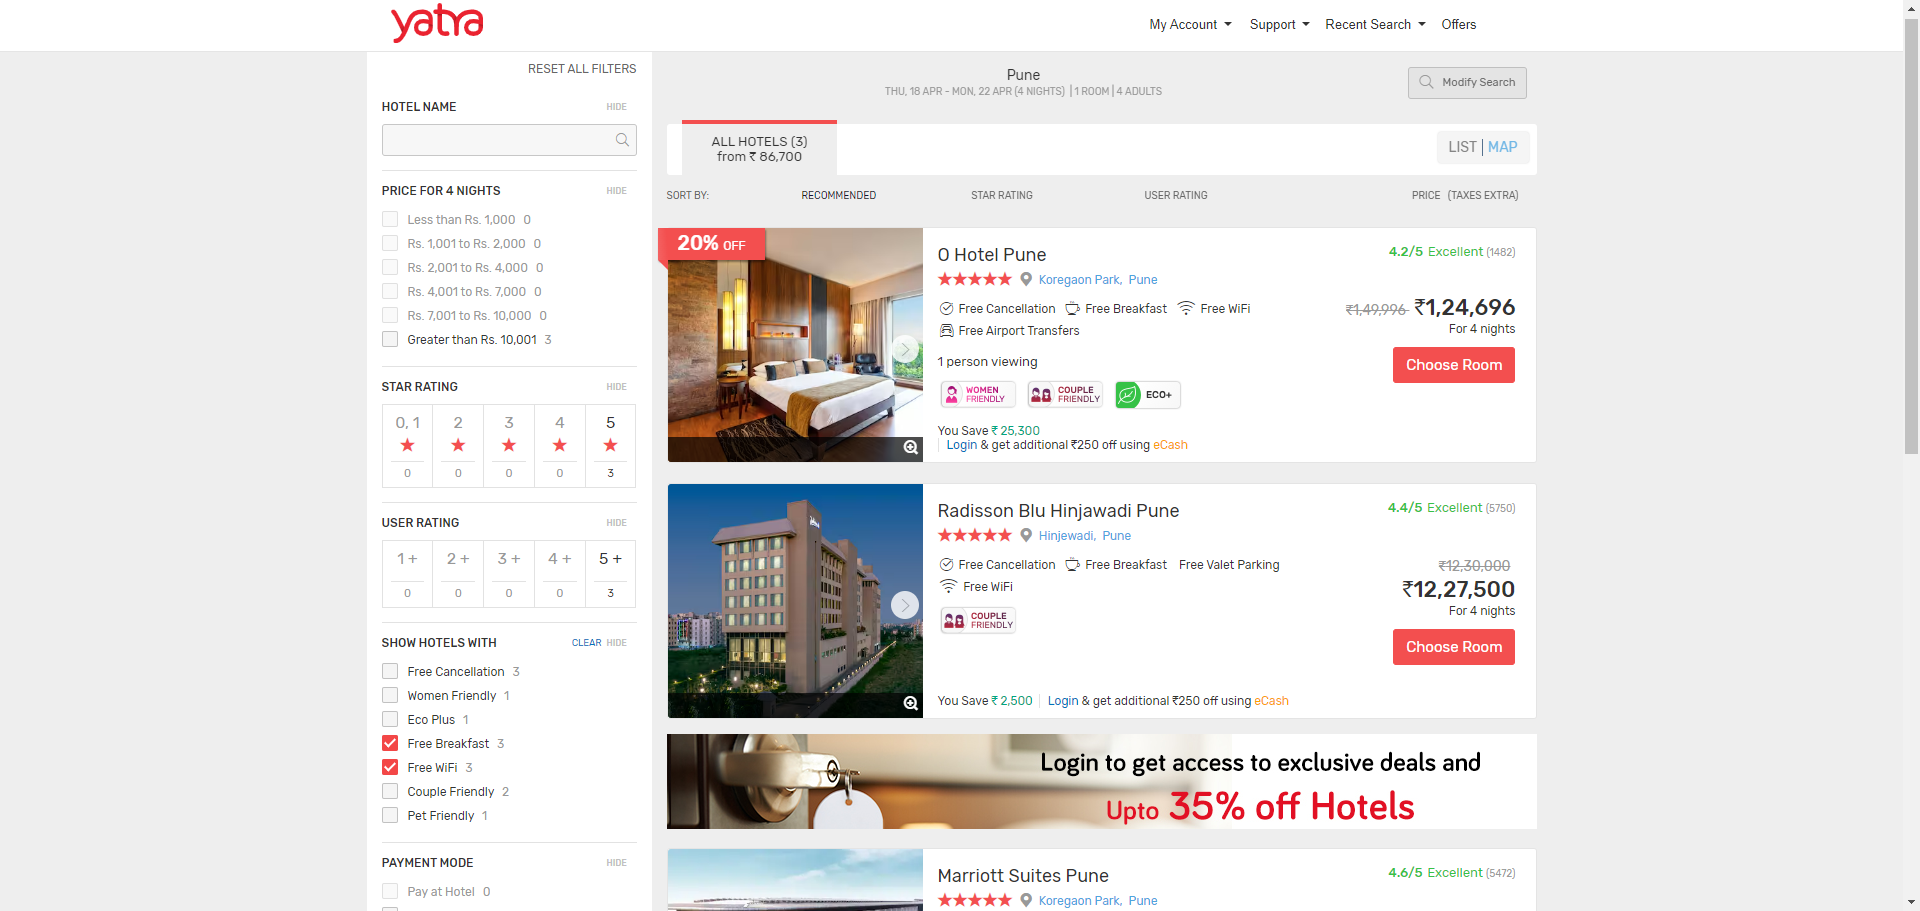 yatra
My Account
Support
Recent Search
Offers
RESET ALL FILTERS
HOTEL NAME
HIDE
PRICE FOR 4 NIGHTS
HIDE
Less than Rs. 1,000 0
Rs. 1,001 to Rs. 2,000 0
Rs. 2,001 to Rs. 4,000 0
Rs. 4,001 to Rs. 7,000 0
Rs. 7,001 to Rs. 10,000 0
Greater than Rs. 10,001 3
STAR RATING
HIDE
0, 1 2 3 4 5
0 0 0 0 3
USER RATING
HIDE
1 + 2 + 3 + 4 + 5 +
0 0 0 0 3
SHOW HOTELS WITH
CLEAR HIDE
Free Cancellation 3
Women Friendly 1
Eco Plus 1
Free Breakfast 3
Free WiFi 3
Couple Friendly 2
Pet Friendly 1
PAYMENT MODE
HIDE
Pay at Hotel 0
Pune
THU, 18 APR - MON, 22 APR (4 NIGHTS) | 1 ROOM | 4 ADULTS
Modify Search
ALL HOTELS (3)
from ₹ 86,700
LIST | MAP
SORT BY:
RECOMMENDED
STAR RATING
USER RATING
PRICE (TAXES EXTRA)
20% OFF
O Hotel Pune
4.2/5 Excellent (1482)
Koregaon Park, Pune
Free Cancellation Free Breakfast Free WiFi
Free Airport Transfers
₹1,49,996 ₹1,24,696
For 4 nights
1 person viewing
Choose Room
WOMEN
FRIENDLY
COUPLE
FRIENDLY
ECO+
You Save ₹ 25,300
Login & get additional ₹250 off using eCash
Radisson Blu Hinjawadi Pune
4.4/5 Excellent (5750)
Hinjewadi, Pune
Free Cancellation Free Breakfast Free Valet Parking
Free WiFi
₹12,30,000
₹12,27,500
For 4 nights
COUPLE
FRIENDLY
Choose Room
You Save ₹ 2,500 | Login & get additional ₹250 off using eCash
Login to get access to exclusive deals and
Upto 35% off Hotels
Marriott Suites Pune
4.6/5 Excellent (5472)
Koregaon Park, Pune